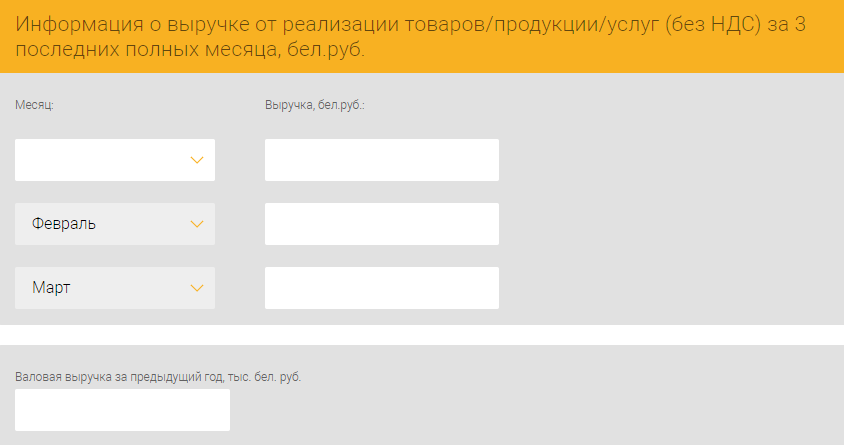 Информация о выручке от реализации товаров/продукции/услуг (без НДС) за 3
последних полных месяца, бел.руб.
Месяц: Выручка, бел.руб.:
Февраль
Март
Валовая выручка за предыдущий год, тыс. бел. руб.